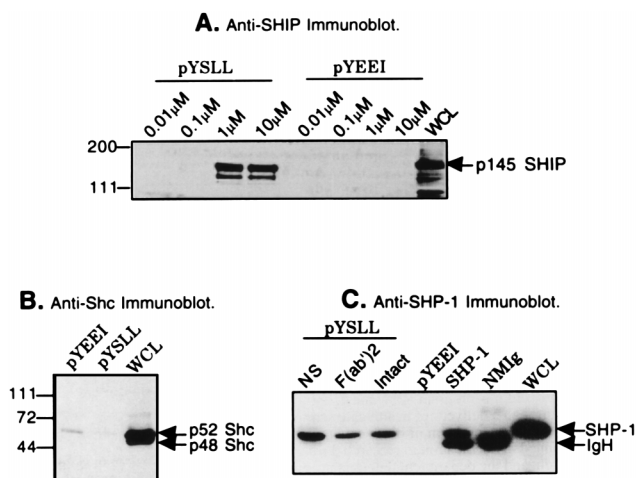 A. Anti-SHIP Immunoblot.
pYSLL pYEEI
0.01µM 0.1µM 1µM 10µM 0.01µM 0.1µM 1µM 10µM WCL
200
p145 SHIP
111
B. Anti-Shc Immunoblot.
pYEEI pYSLL WCL
111
72
p52 Shc
44
p48 Shc
C. Anti-SHP-1 Immunoblot.
pYSLL
NS F(ab')2 Intact pYEEI SHP-1 NMIg WCL
SHP-1
IgH